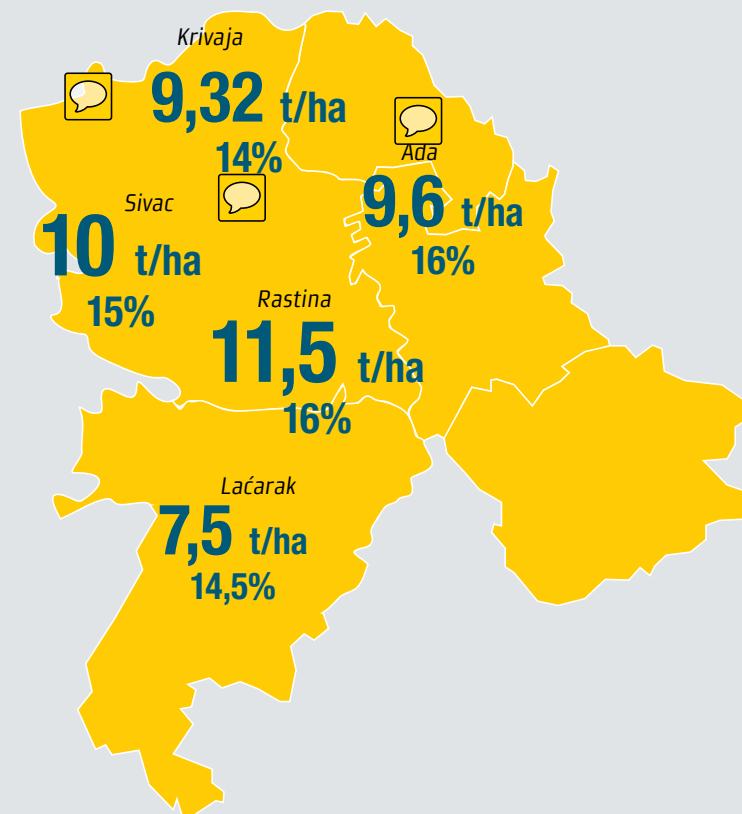 Krivaja
9,32 t/ha
14%
Ada
9,6 t/ha
16%
Sivac
10 t/ha
15%
Rastina
11,5 t/ha
16%
Laćarak
7,5 t/ha
14,5%